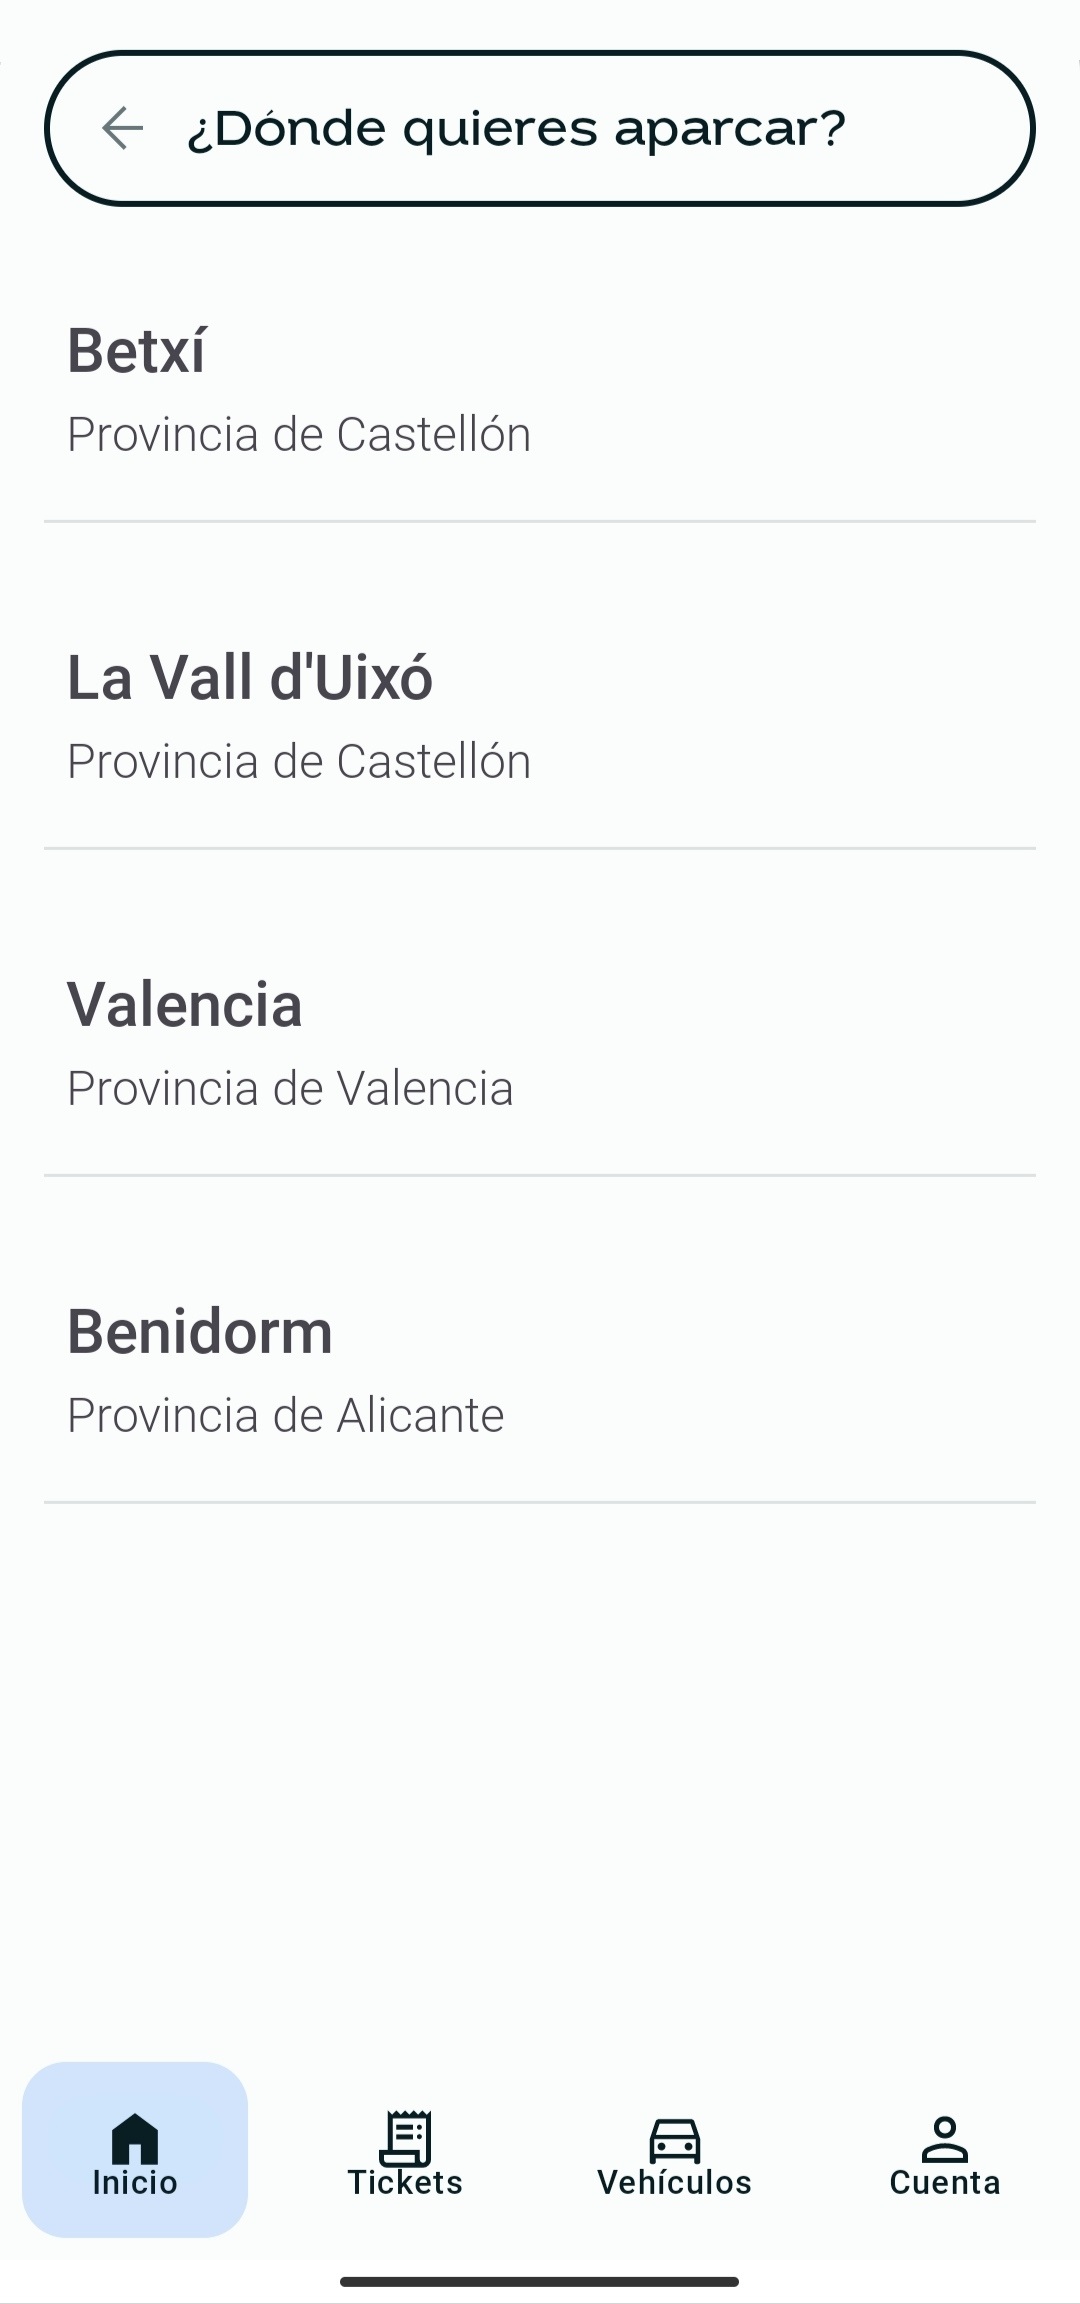 ¿Dónde quieres aparcar?
Betxí
Provincia de Castellón
La Vall d'Uixó
Provincia de Castellón
Valencia
Provincia de Valencia
Benidorm
Provincia de Alicante
Inicio
Tickets
Vehículos
Cuenta